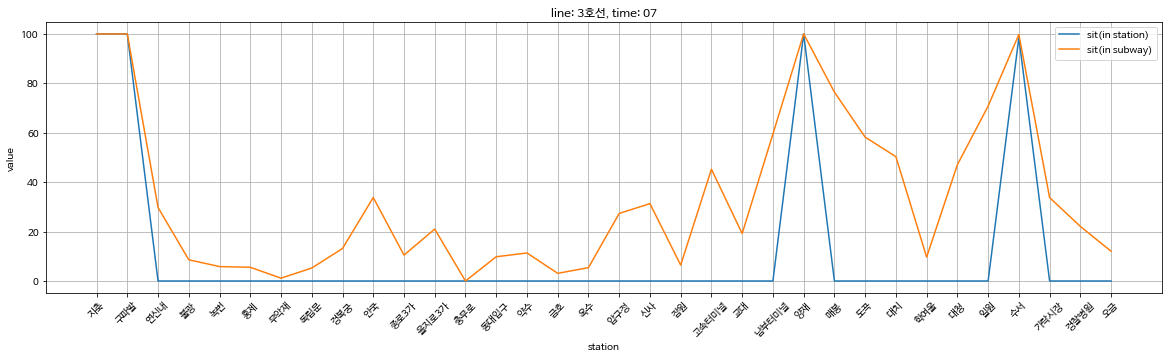 line: 3호선, time: 07
sit(in station)
sit(in subway)
value
100
80
60
40
20
0
지축
구파발
연신내
불광
녹번
홍제
무악재
독립문
경복궁
안국
종로3가
을지로3가
충무로
동대입구
약수
금호
옥수
압구정
신사
잠원
고속터미널
교대
남부터미널
양재
매봉
도곡
대치
학여울
대청
일원
수서
가락시장
경찰병원
오금
station